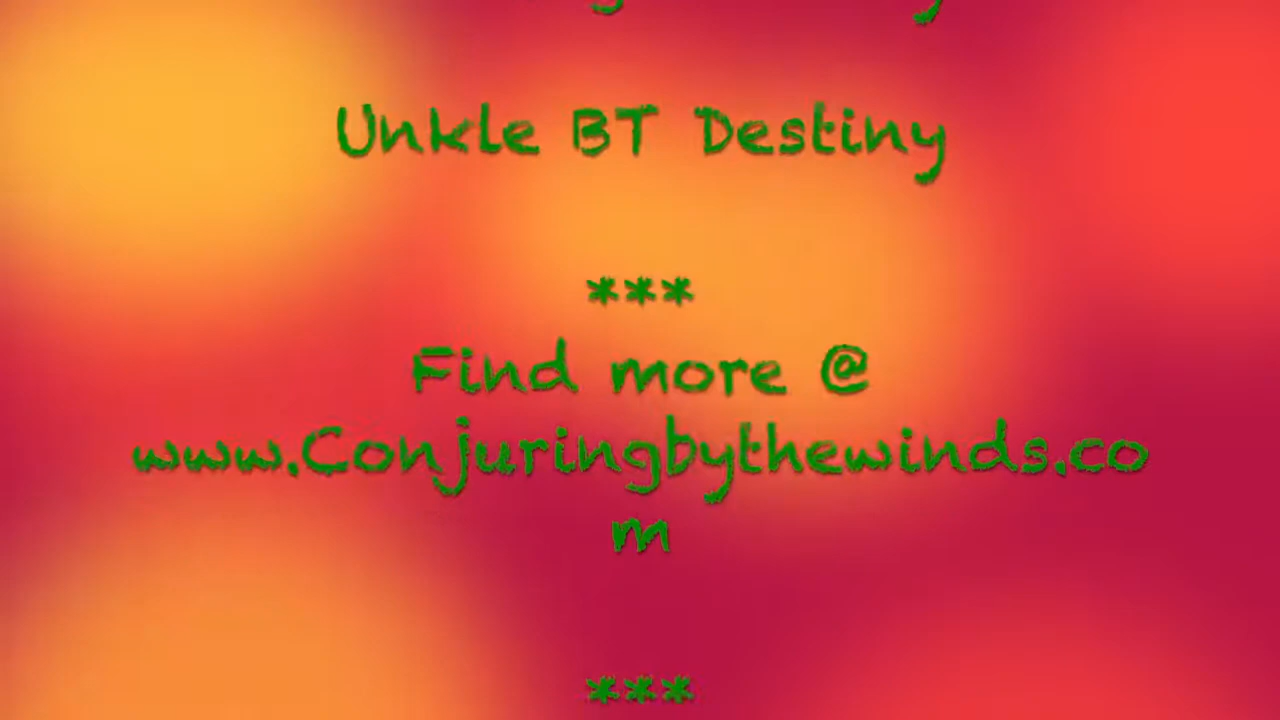 Unkle BT Destiny
***
Find more @
www.Conjuringbythewinds.co
m
***